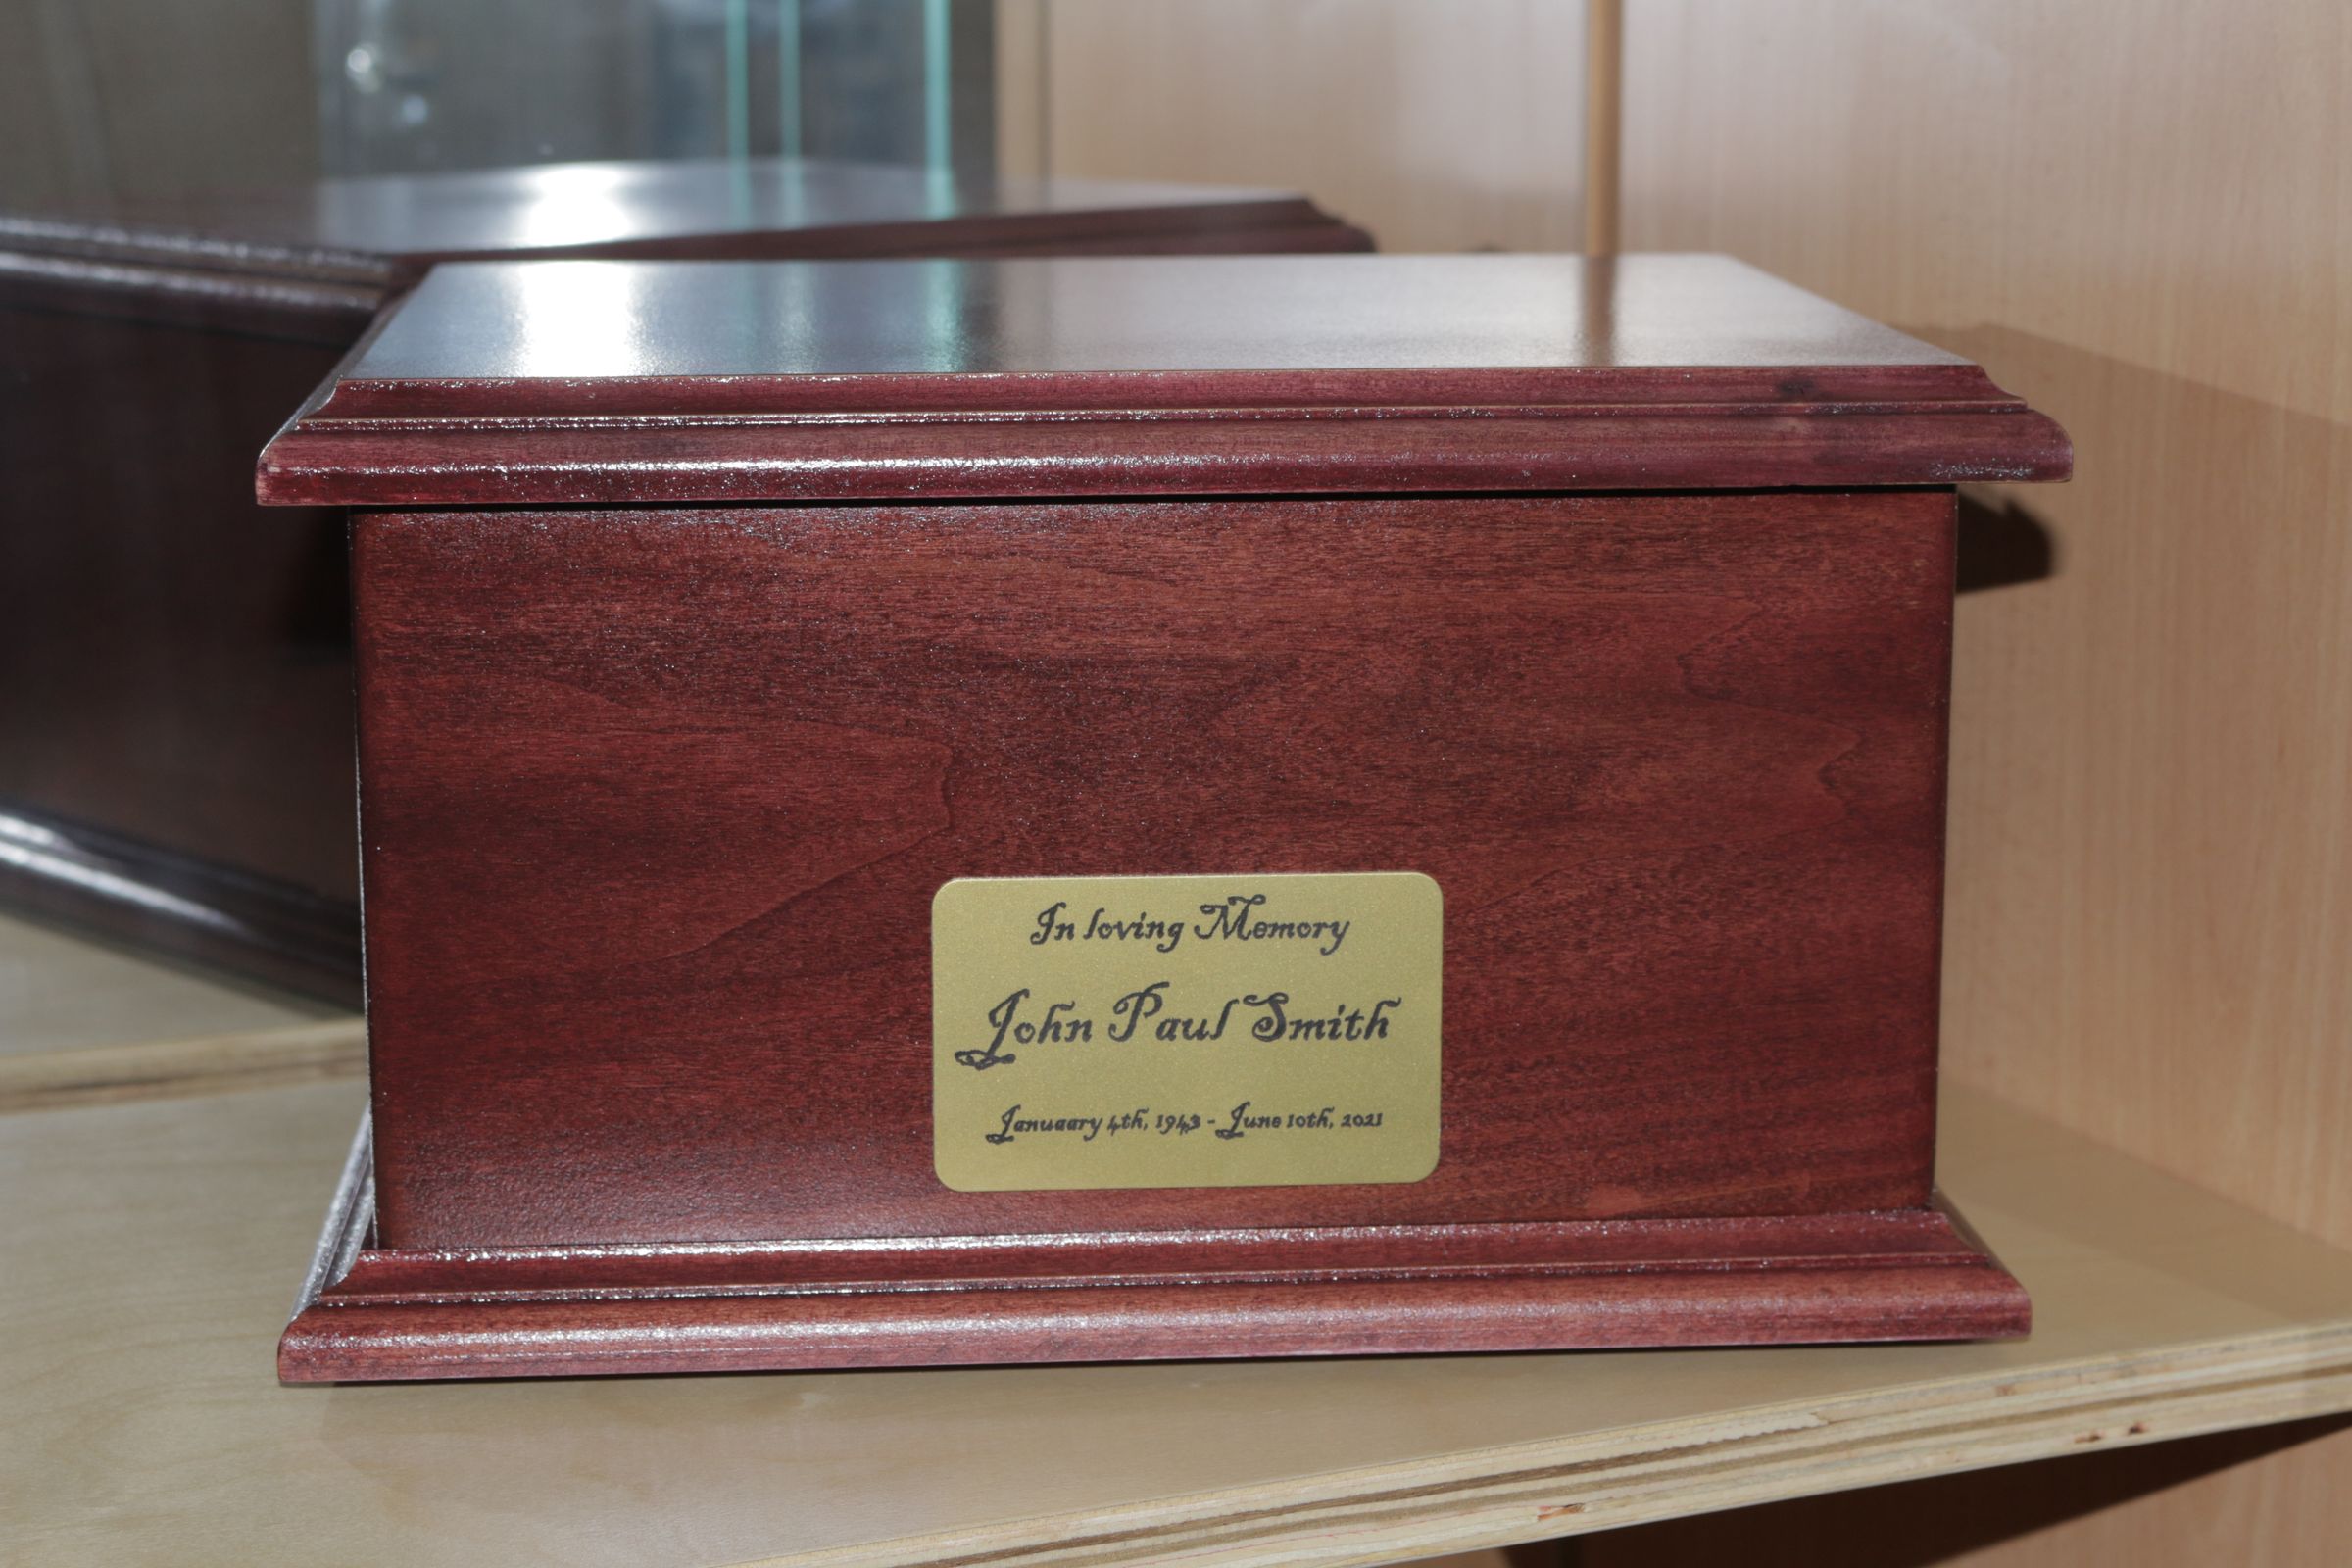 In loving Memory
John Paul Smith
Januaary 4th, 1943 - June 10th, 2021